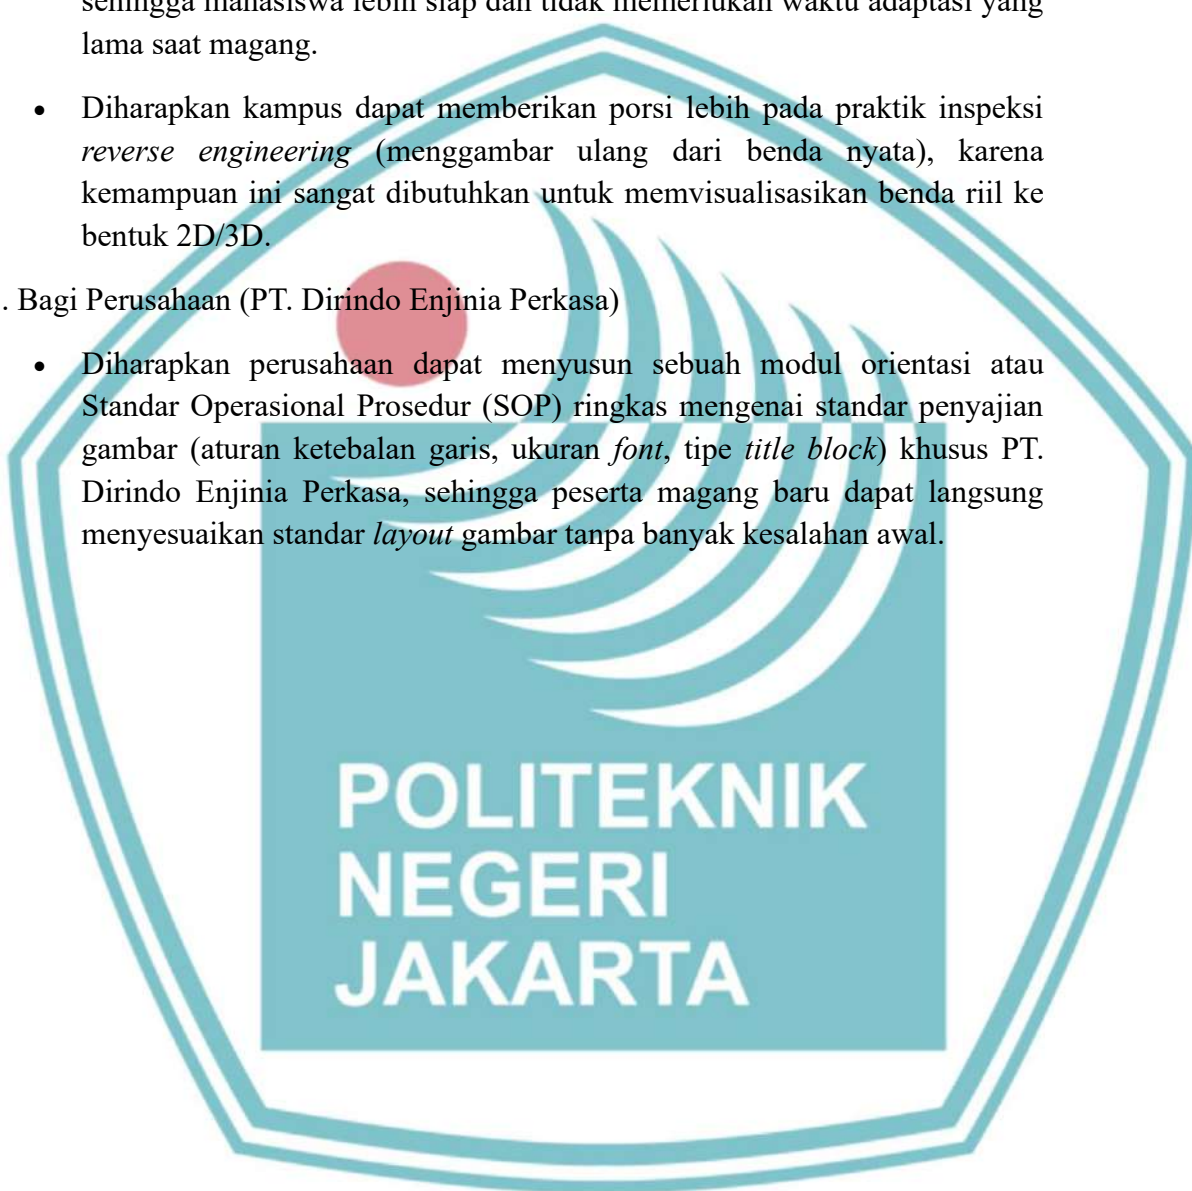 sehingga mahasiswa lebih siap dan tidak memerlukan waktu adaptasi yang
lama saat magang.
• Diharapkan kampus dapat memberikan porsi lebih pada praktik inspeksi
reverse engineering (menggambar ulang dari benda nyata), karena
kemampuan ini sangat dibutuhkan untuk memvisualisasikan benda riil ke
bentuk 2D/3D.
. Bagi Perusahaan (PT. Dirindo Enjinia Perkasa)
• Diharapkan perusahaan dapat menyusun sebuah modul orientasi atau
Standar Operasional Prosedur (SOP) ringkas mengenai standar penyajian
gambar (aturan ketebalan garis, ukuran font, tipe title block) khusus PT.
Dirindo Enjinia Perkasa, sehingga peserta magang baru dapat langsung
menyesuaikan standar layout gambar tanpa banyak kesalahan awal.
POLITEKNIK
NEGERI
JAKARTA